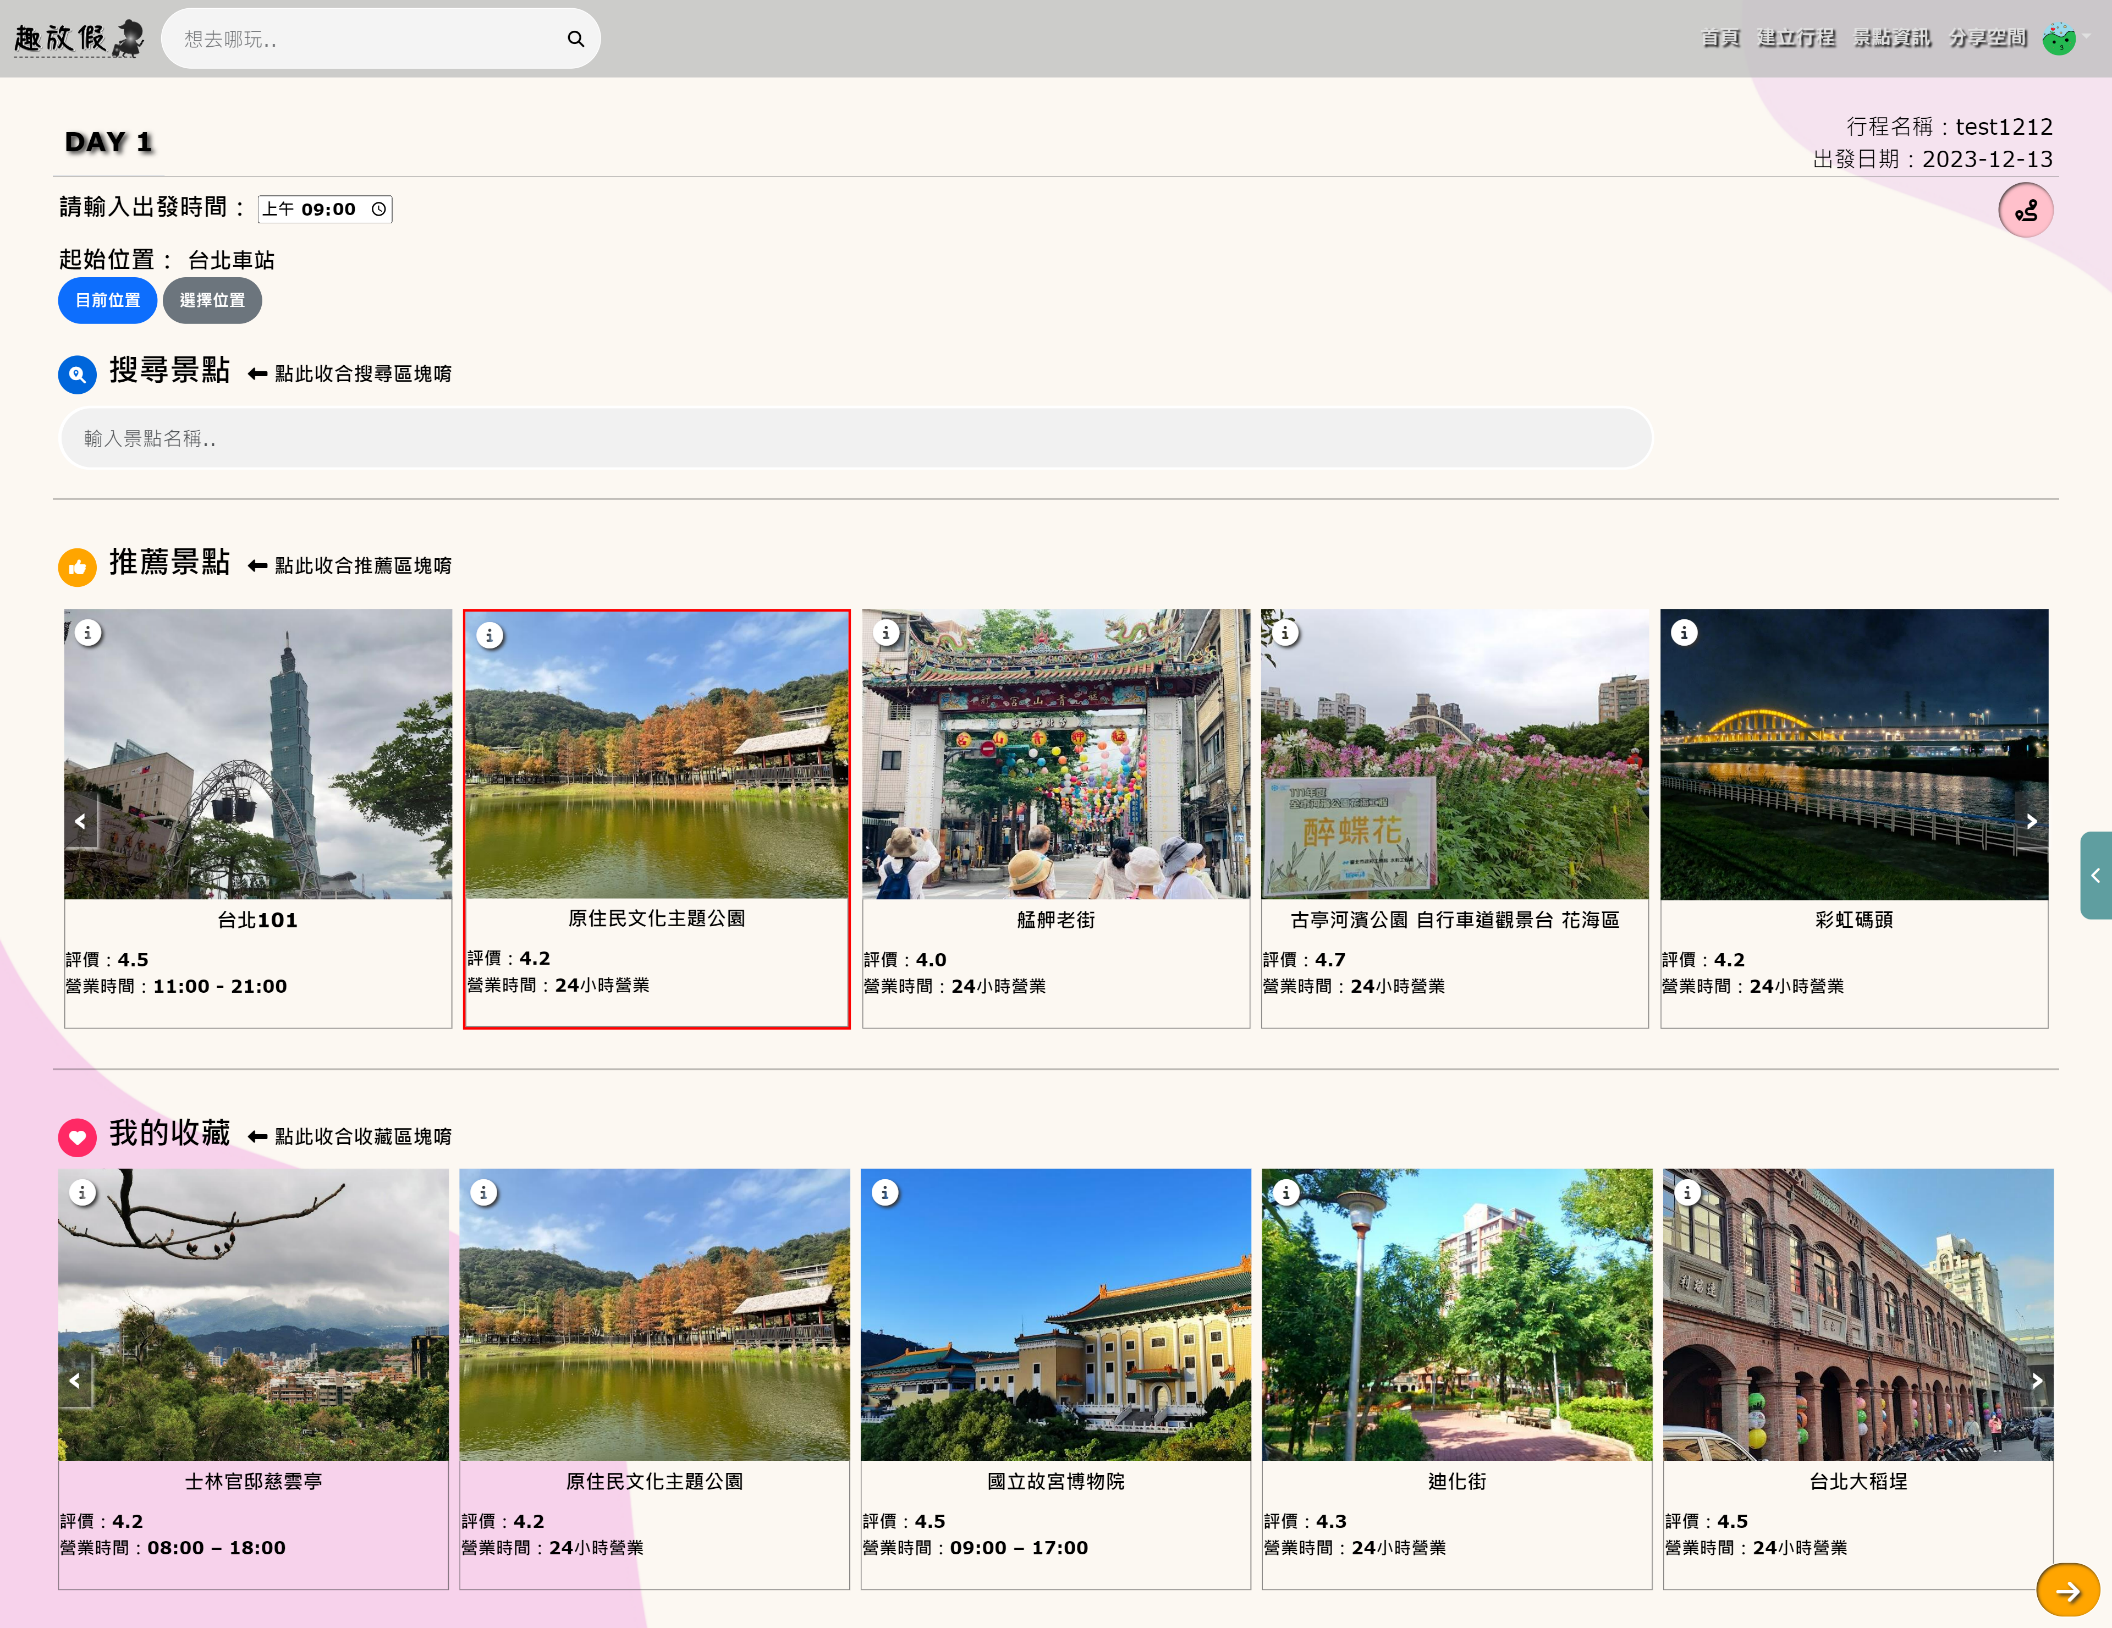 趣放假
想去哪玩..
首頁 建立行程 景點資訊 分享空間
DAY 1
行程名稱：test1212
出發日期：2023-12-13
請輸入出發時間： 上午 09:00
起始位置： 台北車站
目前位置 選擇位置
搜尋景點 點此收合搜尋區塊唷
輸入景點名稱..
推薦景點 點此收合推薦區塊唷
醉蝶花
台北101
評價：4.5
營業時間：11:00 - 21:00
原住民文化主題公園
評價：4.2
營業時間：24小時營業
艋舺老街
評價：4.0
營業時間：24小時營業
古亭河濱公園 自行車道觀景台 花海區
評價：4.7
營業時間：24小時營業
彩虹碼頭
評價：4.2
營業時間：24小時營業
我的收藏 點此收合收藏區塊唷
士林官邸慈雲亭
評價：4.2
營業時間：08:00 – 18:00
原住民文化主題公園
評價：4.2
營業時間：24小時營業
國立故宮博物院
評價：4.5
營業時間：09:00 – 17:00
迪化街
評價：4.3
營業時間：24小時營業
台北大稻埕
評價：4.5
營業時間：24小時營業